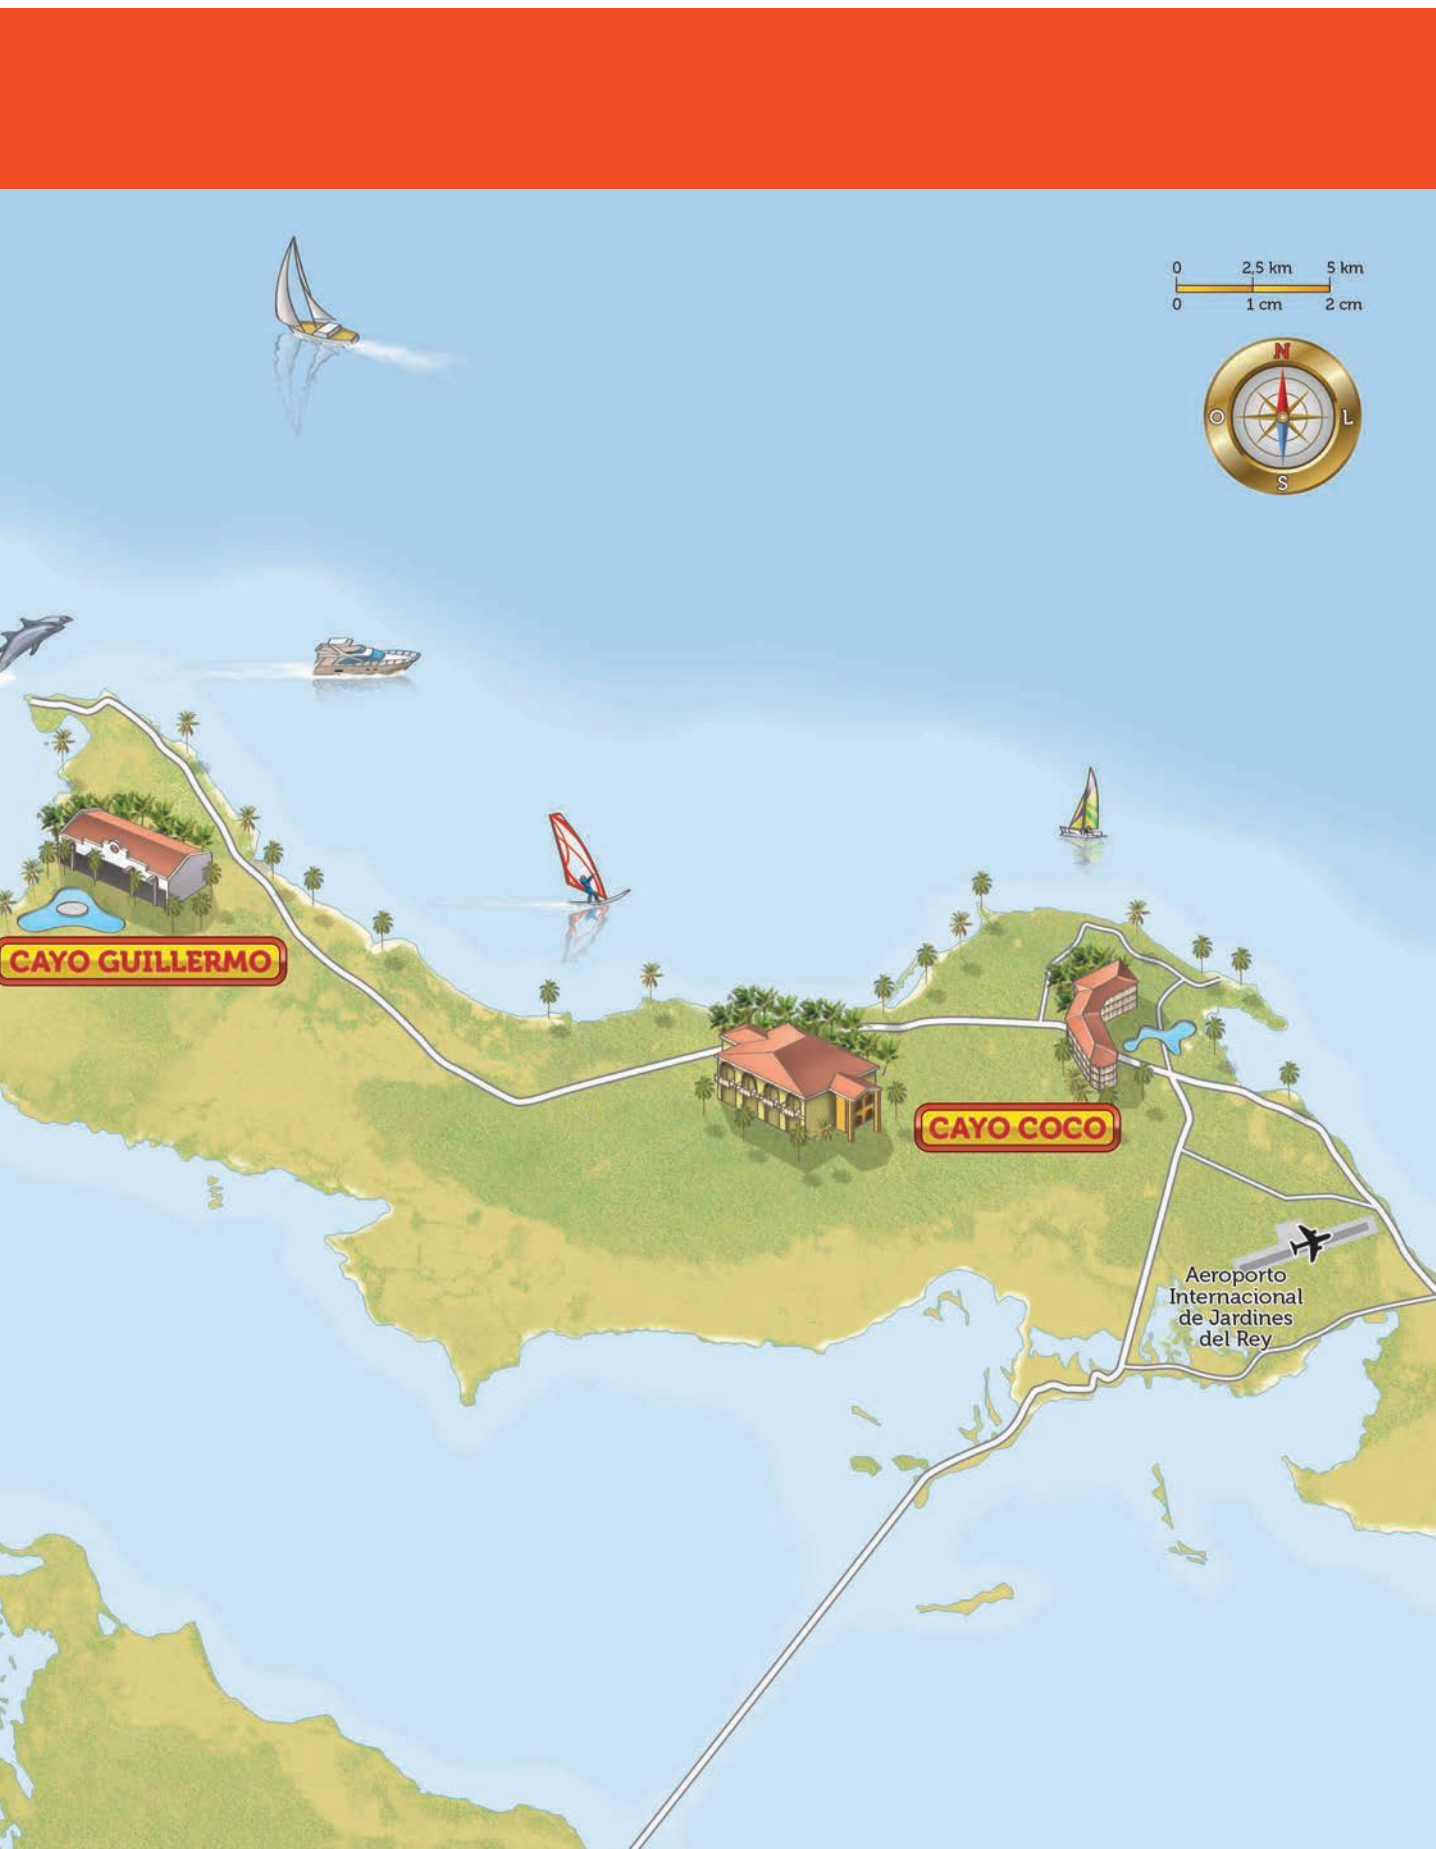 0 2,5 km 5 km
0 1 cm 2 cm
N
O L
S
CAYO GUILLERMO
CAYO COCO
Aeroporto
Internacional
de Jardines
del Rey